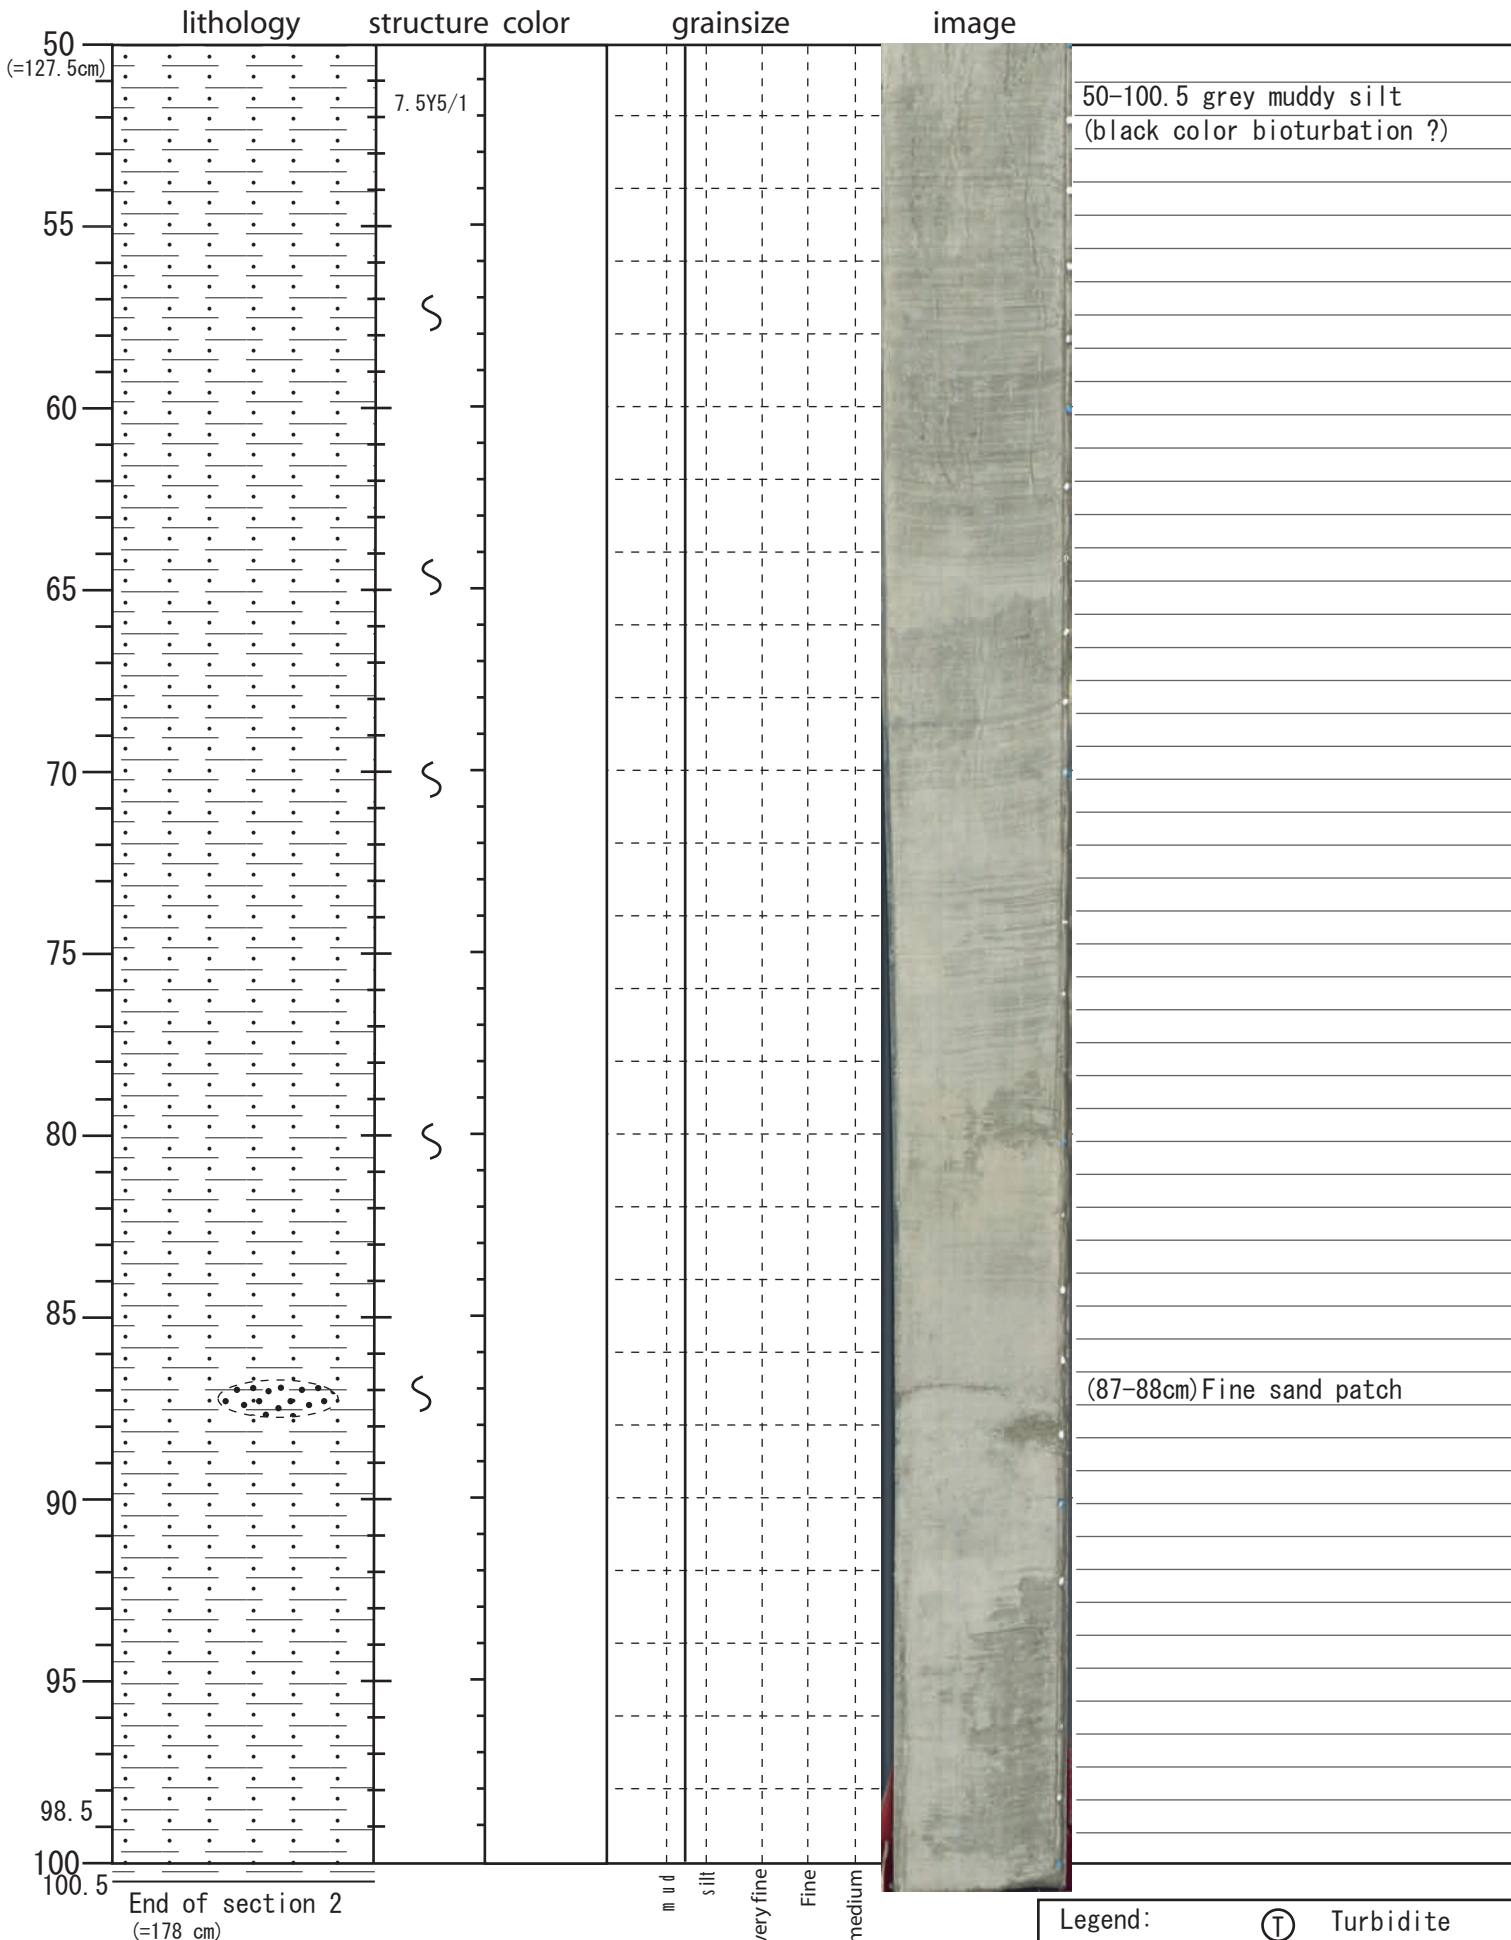 lithology structure color grainsize image
50
(=127.5cm)
7.5Y5/1
50-100.5 grey muddy silt
(black color bioturbation ?)
55
60
65
70
75
80
85
(87-88cm)Fine sand patch
90
95
98.5
100
100.5
End of section 2
(=178 cm)
mud
silt
very fine
Fine
medium
Legend: T Turbidite